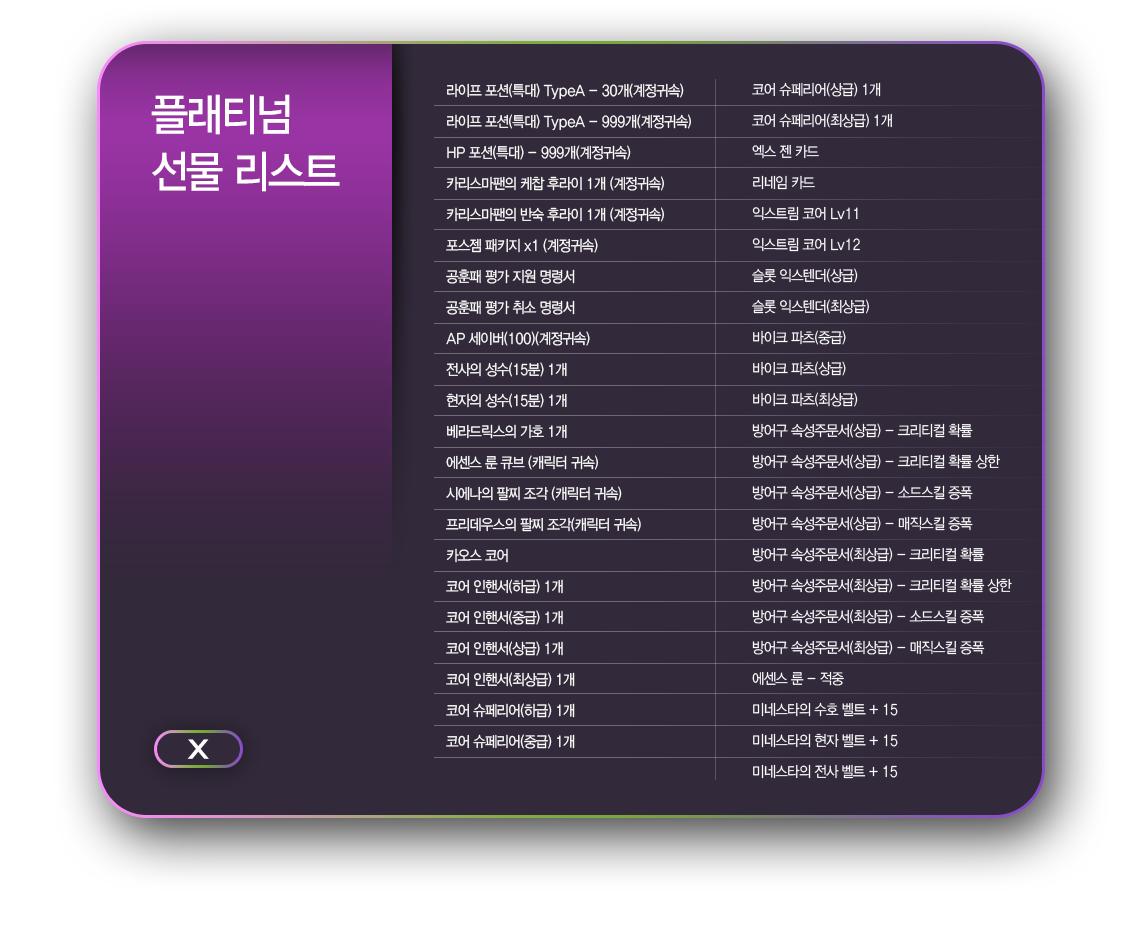 플래티넘
선물 리스트
라이프 포션(특대) TypeA - 30개(계정귀속)
라이프 포션(특대) TypeA - 999개(계정귀속)
HP 포션(특대) - 999개(계정귀속)
카리스마팬의 케찹 후라이 1개 (계정귀속)
카리스마팬의 반숙 후라이 1개 (계정귀속)
포스젬 패키지 x1 (계정귀속)
공훈패 평가 지원 명령서
공훈패 평가 취소 명령서
AP 세이버(100)(계정귀속)
전사의 성수(15분) 1개
현자의 성수(15분) 1개
베라드릭스의 가호 1개
에센스 룬 큐브 (캐릭터 귀속)
시에나의 팔찌 조각 (캐릭터 귀속)
프리데우스의 팔찌 조각(캐릭터 귀속)
카오스 코어
코어 인핸서(하급) 1개
코어 인핸서(중급) 1개
코어 인핸서(상급) 1개
코어 인핸서(최상급) 1개
코어 슈페리어(하급) 1개
코어 슈페리어(중급) 1개
코어 슈페리어(상급) 1개
코어 슈페리어(최상급) 1개
엑스 젠 카드
리네임 카드
익스트림 코어 Lv11
익스트림 코어 Lv12
슬롯 익스텐더(상급)
슬롯 익스텐더(최상급)
바이크 파츠(중급)
바이크 파츠(상급)
바이크 파츠(최상급)
방어구 속성주문서(상급) - 크리티컬 확률
방어구 속성주문서(상급) - 크리티컬 확률 상한
방어구 속성주문서(상급) - 소드스킬 증폭
방어구 속성주문서(상급) - 매직스킬 증폭
방어구 속성주문서(최상급) - 크리티컬 확률
방어구 속성주문서(최상급) - 크리티컬 확률 상한
방어구 속성주문서(최상급) - 소드스킬 증폭
방어구 속성주문서(최상급) - 매직스킬 증폭
에센스 룬 - 적중
미네스타의 수호 벨트 + 15
미네스타의 현자 벨트 + 15
미네스타의 전사 벨트 + 15
X